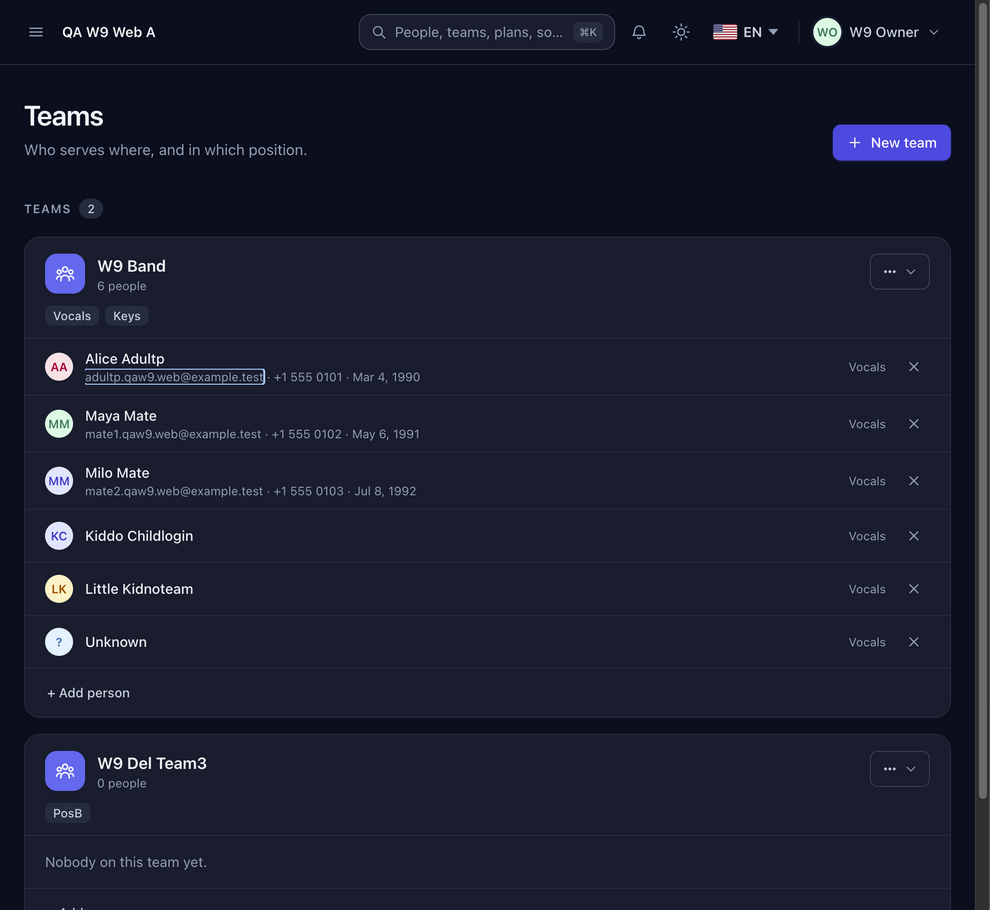 QA W9 Web A
People, teams, plans, so... ⌘K
EN
WO W9 Owner
Teams
Who serves where, and in which position.
+ New team
TEAMS 2
W9 Band
6 people
Vocals Keys
AA Alice Adultp
adultp.qaw9.web@example.test · +1 555 0101 · Mar 4, 1990
Vocals
MM Maya Mate
mate1.qaw9.web@example.test · +1 555 0102 · May 6, 1991
Vocals
MM Milo Mate
mate2.qaw9.web@example.test · +1 555 0103 · Jul 8, 1992
Vocals
KC Kiddo Childlogin Vocals
LK Little Kidnoteam Vocals
? Unknown Vocals
+ Add person
W9 Del Team3
0 people
PosB
Nobody on this team yet.